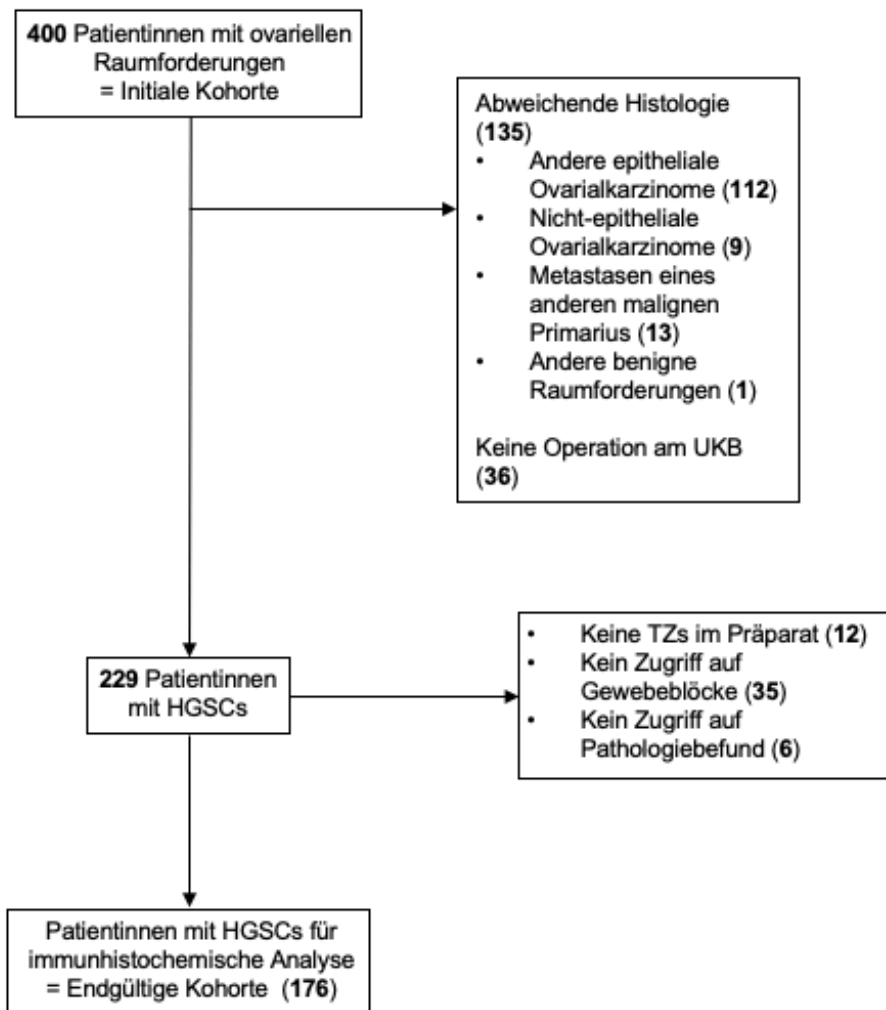 400 Patientinnen mit ovariellen
Raumforderungen
= Initiale Kohorte
Abweichende Histologie
(135)
• Andere epitheliale
Ovarialkarzinome (112)
• Nicht-epitheliale
Ovarialkarzinome (9)
• Metastasen eines
anderen malignen
Primarius (13)
• Andere benigne
Raumforderungen (1)
Keine Operation am UKB
(36)
229 Patientinnen
mit HGSCs
• Keine TZs im Präparat (12)
• Kein Zugriff auf
Gewebeblöcke (35)
• Kein Zugriff auf
Pathologiebefund (6)
Patientinnen mit HGSCs für
immunhistochemische Analyse
= Endgültige Kohorte (176)